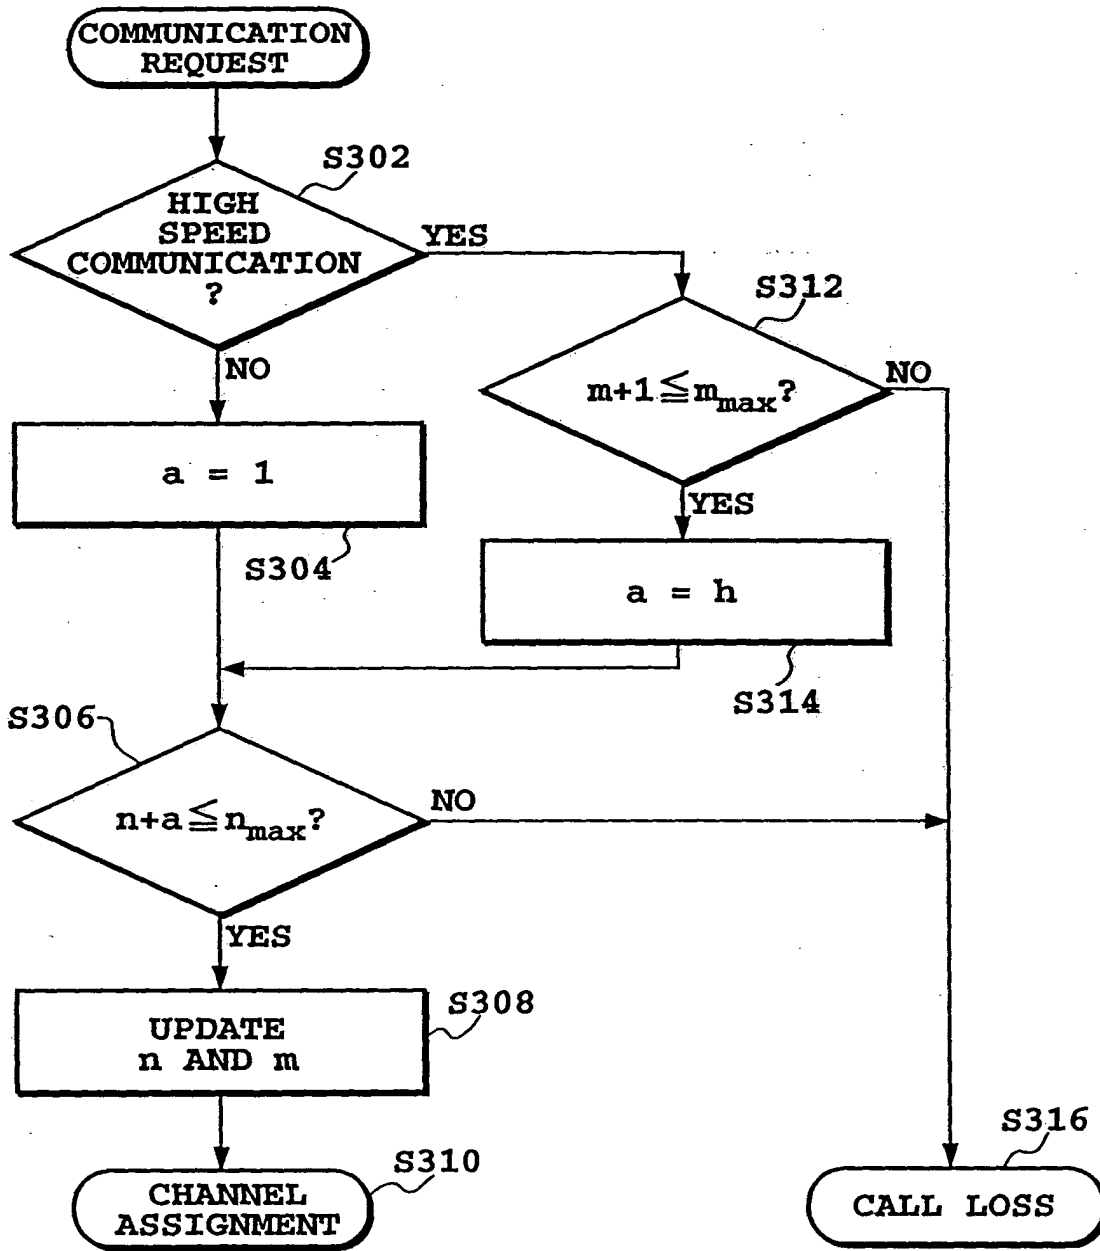 COMMUNICATION
REQUEST
S302
HIGH
SPEED
COMMUNICATION
?
YES
NO
S312
m+1≦mmax?
NO
YES
a = 1
S304
a = h
S314
S306
n+a≦nmax?
NO
YES
S308
UPDATE
n AND m
S310
CHANNEL
ASSIGNMENT
S316
CALL LOSS